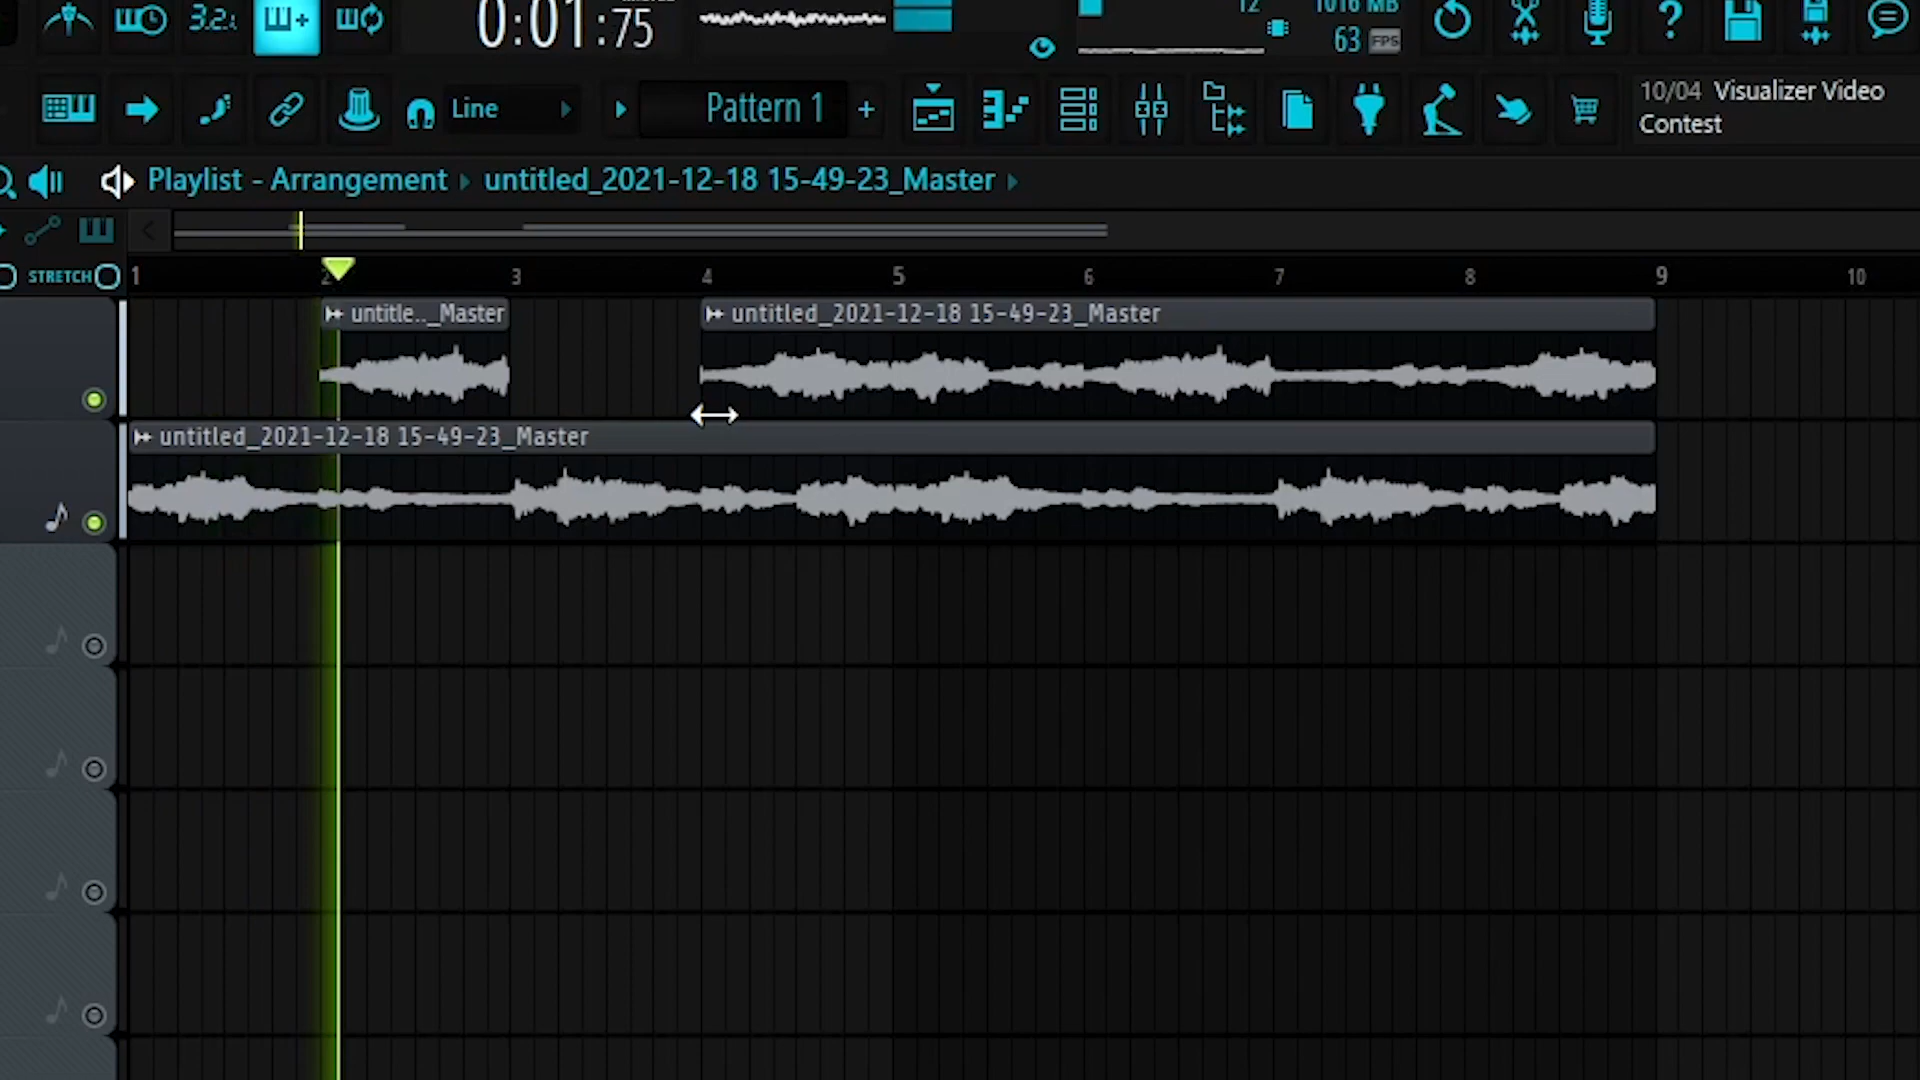 3.2.
0:01:75
12
1016 MB
63 FPS
Line
Pattern 1
+
10/04 Visualizer Video
Contest
Playlist - Arrangement untitled_2021-12-18 15-49-23_Master
STRETCH
1 2 3 4 5 6 7 8 9 10
untitle.._Master
untitled_2021-12-18 15-49-23_Master
untitled_2021-12-18 15-49-23_Master